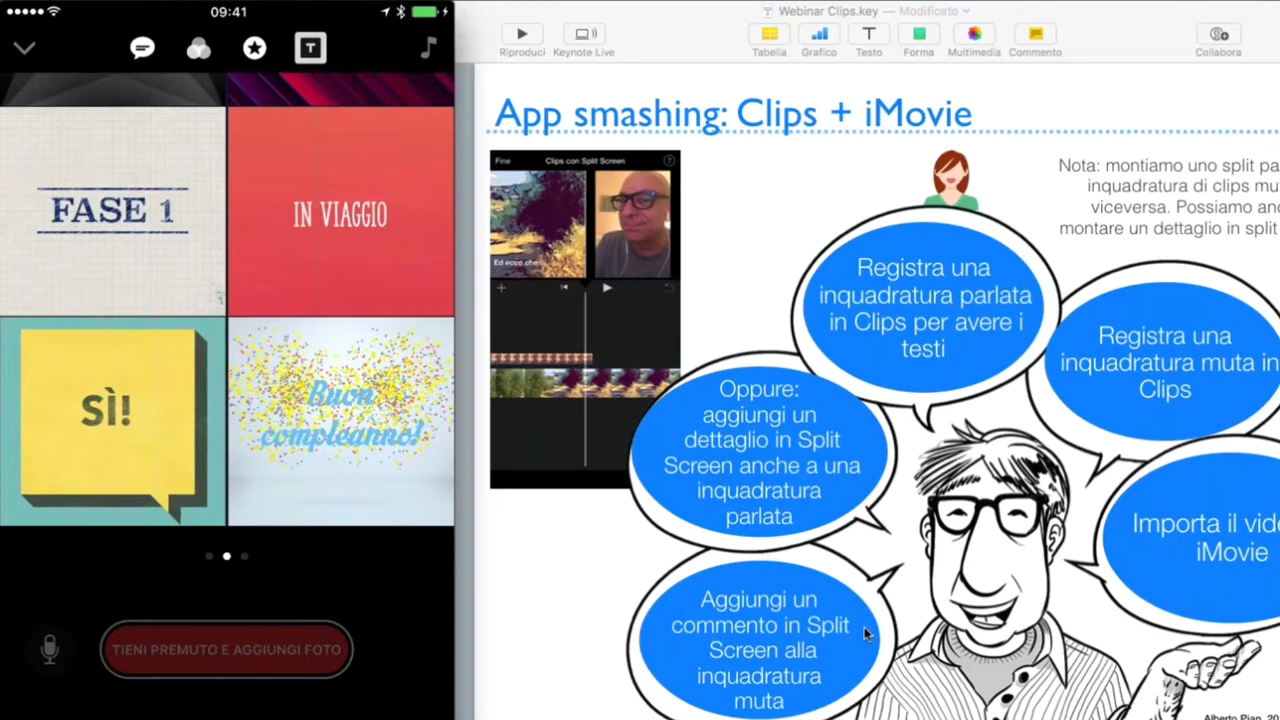 09:41
T
FASE 1
IN VIAGGIO
SÌ!
Buon
compleanno!
TIENI PREMUTO E AGGIUNGI FOTO
Webinar Clips.key — Modificato
Riproduci
Keynote Live
Tabella
Grafico
Testo
Forma
Multimedia
Commento
Collabora
App smashing: Clips + iMovie
Fine
Clips con Split Screen
?
Ed ecco che
Nota: montiamo uno split
inquadratura di clips
viceversa. Possiamo
montare un dettaglio in split
Registra una
inquadratura parlata
in Clips per avere i
testi
Registra una
inquadratura muta in
Clips
Oppure:
aggiungi un
dettaglio in Split
Screen anche a una
inquadratura
parlata
Importa il
iMovie
Aggiungi un
commento in Split
Screen alla
inquadratura
muta
Alberto Pian, 20